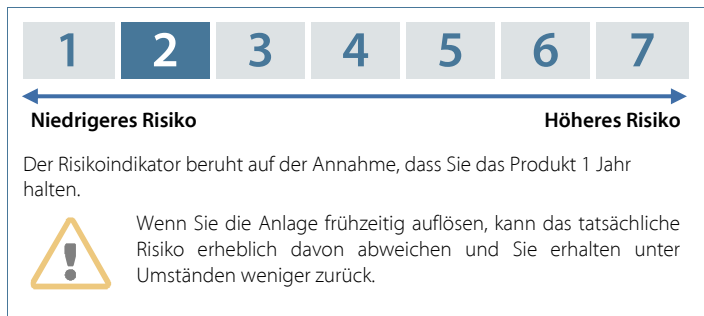 1 2 3 4 5 6 7
Niedrigeres Risiko Höheres Risiko
Der Risikoindikator beruht auf der Annahme, dass Sie das Produkt 1 Jahr
halten.
Wenn Sie die Anlage frühzeitig auflösen, kann das tatsächliche
Risiko erheblich davon abweichen und Sie erhalten unter
Umständen weniger zurück.